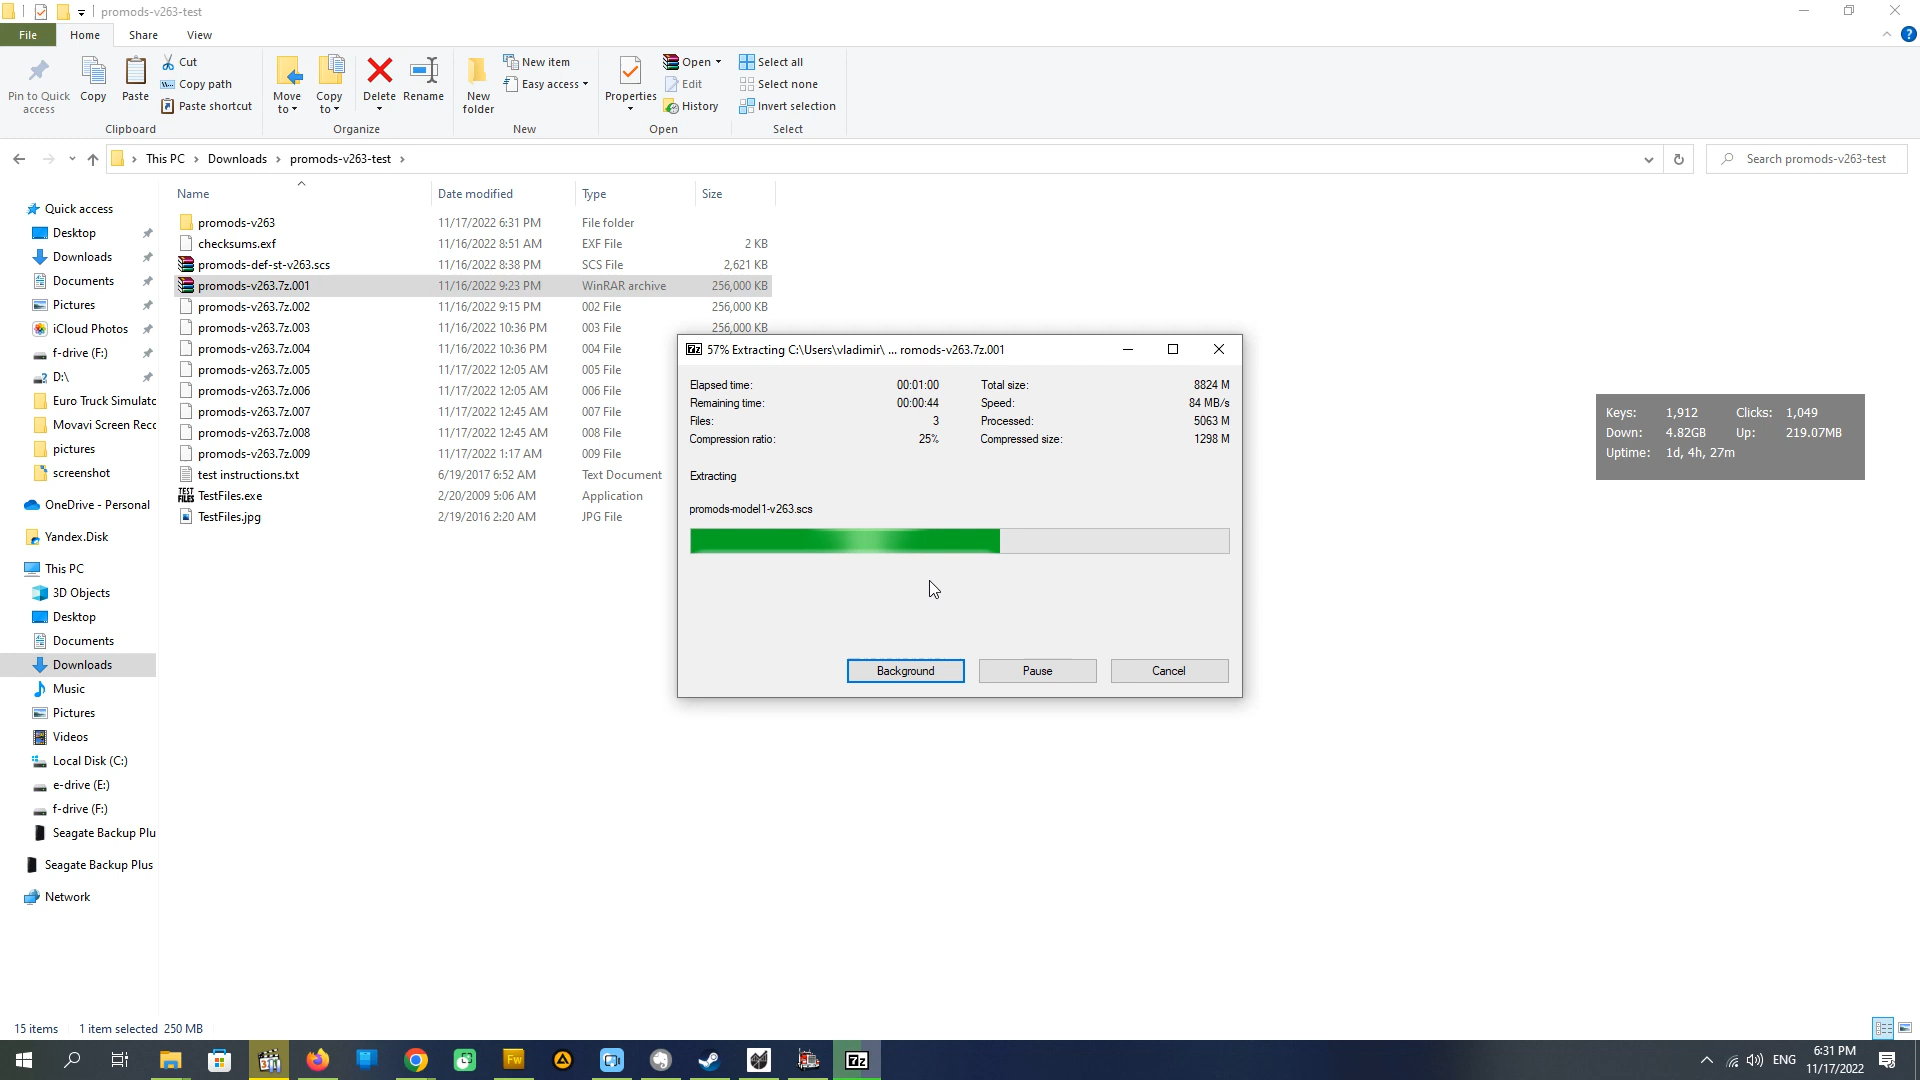 promods-v263-test
File Home Share View
Pin to Quick access
Copy
Paste
Cut
Copy path
Paste shortcut
Clipboard
Move to
Copy to
Delete
Rename
Organize
New folder
New item
Easy access
New
Properties
Open
Edit
History
Open
Select all
Select none
Invert selection
Select
This PC > Downloads > promods-v263-test >
Search promods-v263-test
Name Date modified Type Size
promods-v263 11/17/2022 6:31 PM File folder
checksums.exf 11/16/2022 8:51 AM EXF File 2 KB
promods-def-st-v263.scs 11/16/2022 8:38 PM SCS File 2,621 KB
promods-v263.7z.001 11/16/2022 9:23 PM WinRAR archive 256,000 KB
promods-v263.7z.002 11/16/2022 9:15 PM 002 File 256,000 KB
promods-v263.7z.003 11/16/2022 10:36 PM 003 File 256,000 KB
promods-v263.7z.004 11/16/2022 10:36 PM 004 File
promods-v263.7z.005 11/17/2022 12:05 AM 005 File
promods-v263.7z.006 11/17/2022 12:05 AM 006 File
promods-v263.7z.007 11/17/2022 12:45 AM 007 File
promods-v263.7z.008 11/17/2022 12:45 AM 008 File
promods-v263.7z.009 11/17/2022 1:17 AM 009 File
test instructions.txt 6/19/2017 6:52 AM Text Document
TestFiles.exe 2/20/2009 5:06 AM Application
TestFiles.jpg 2/19/2016 2:20 AM JPG File
Quick access
Desktop
Downloads
Documents
Pictures
iCloud Photos
f-drive (F:)
D:\
Euro Truck Simulatc
Movavi Screen Recc
pictures
screenshot
OneDrive - Personal
Yandex.Disk
This PC
3D Objects
Desktop
Documents
Downloads
Music
Pictures
Videos
Local Disk (C:)
e-drive (E:)
f-drive (F:)
Seagate Backup Plu
Seagate Backup Plus
Network
7z 57% Extracting C:\Users\vladimir\ ... romods-v263.7z.001
Elapsed time: 00:01:00 Total size: 8824 M
Remaining time: 00:00:44 Speed: 84 MB/s
Files: 3 Processed: 5063 M
Compression ratio: 25% Compressed size: 1298 M
Extracting
promods-model1-v263.scs
Background Pause Cancel
Keys: 1,912 Clicks: 1,049
Down: 4.82GB Up: 219.07MB
Uptime: 1d, 4h, 27m
15 items 1 item selected 250 MB
Fw
7z
ENG
6:31 PM
11/17/2022